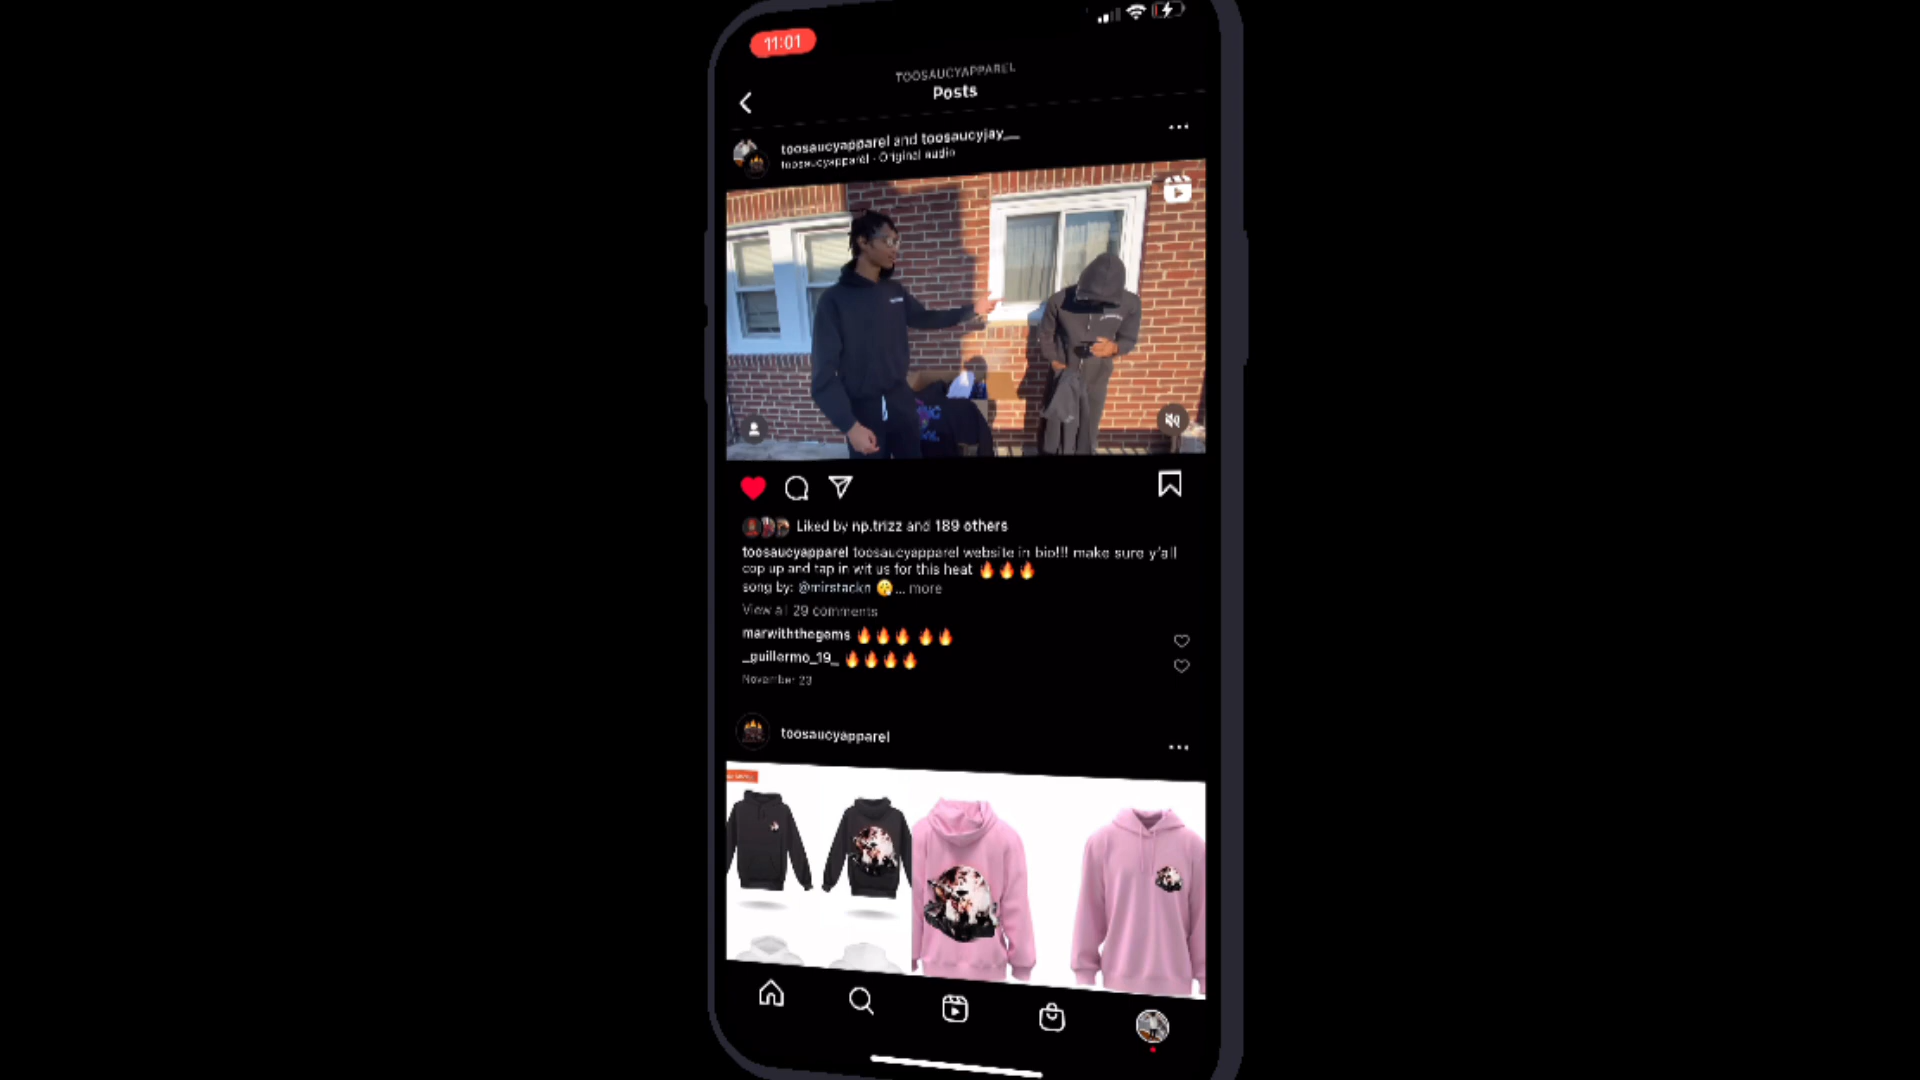 11:01
TOOSAUCYAPPAREL
Posts
toosaucyapparel and toosaucyjay__
toosaucyapparel · Original audio
Liked by np.trizz and 189 others
toosaucyapparel toosaucyapparel website in bio!!! make sure y'all
cop up and tap in wit us for this heat 🔥🔥🔥
song by: @mirstackn 😤... more
View all 29 comments
marwiththegems 🔥🔥🔥🔥🔥
_guillermo_19_ 🔥🔥🔥🔥
November 23
toosaucyapparel